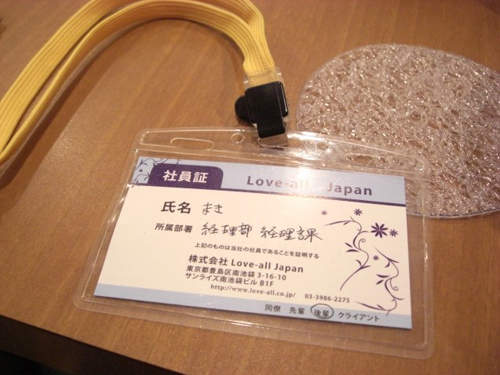 社員証 Love-all Japan
氏名 まき
所属部署 経理部 経理課
上記のものは当社の社員であることを証明する
株式会社 Love-all Japan
東京都豊島区南池袋 3-16-10
サンライズ南池袋ビル B1F
http://www.love-all.co.jp/ 03-3986-2275
同僚 先輩 後輩 クライアント